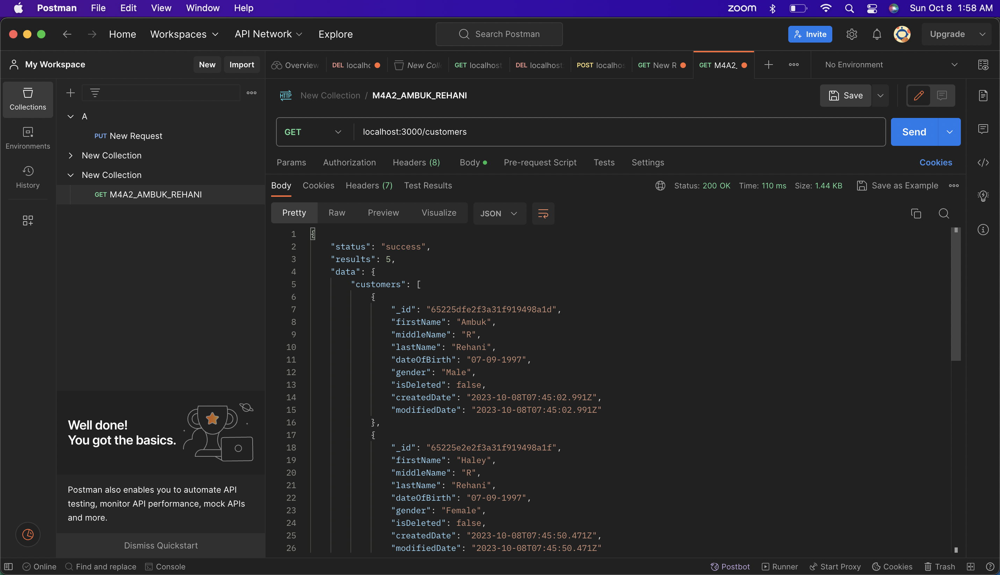 Postman File Edit View Window Help zoom Sun Oct 8 1:58 AM
Home Workspaces API Network Explore Search Postman Invite Upgrade
My Workspace New Import Overview DEL localhc New Coll GET localhost DEL localhost: POST localhos GET New R GET M4A2_ No Environment
Collections
Environments
History
A
PUT New Request
New Collection
New Collection
GET M4A2_AMBUK_REHANI
Well done!
You got the basics.
Postman also enables you to automate API
testing, monitor API performance, mock APIs
and more.
Dismiss Quickstart
HTTP New Collection / M4A2_AMBUK_REHANI Save
GET localhost:3000/customers Send
Params Authorization Headers (8) Body Pre-request Script Tests Settings Cookies
Body Cookies Headers (7) Test Results Status: 200 OK Time: 110 ms Size: 1.44 KB Save as Example
Pretty Raw Preview Visualize JSON
1 {
2 "status": "success",
3 "results": 5,
4 "data": {
5 "customers": [
6 {
7 "_id": "65225dfe2f3a31f919498a1d",
8 "firstName": "Ambuk",
9 "middleName": "R",
10 "lastName": "Rehani",
11 "dateOfBirth": "07-09-1997",
12 "gender": "Male",
13 "isDeleted": false,
14 "createdDate": "2023-10-08T07:45:02.991Z",
15 "modifiedDate": "2023-10-08T07:45:02.991Z"
16 },
17 {
18 "_id": "65225e2e2f3a31f919498a1f",
19 "firstName": "Haley",
20 "middleName": "R",
21 "lastName": "Rehani",
22 "dateOfBirth": "07-09-1997",
23 "gender": "Female",
24 "isDeleted": false,
25 "createdDate": "2023-10-08T07:45:50.471Z",
26 "modifiedDate": "2023-10-08T07:45:50.471Z"
Online Find and replace Console Postbot Runner Start Proxy Cookies Trash